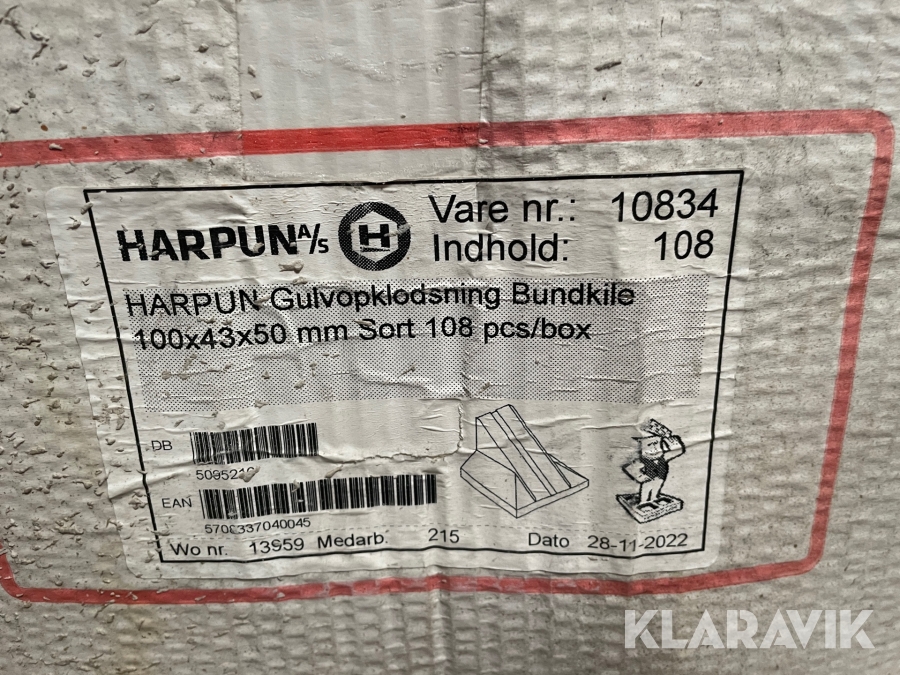 HARPUN A/S H
Vare nr.: 10834
Indhold: 108
HARPUN Gulvopklodsning Bundkile
100x43x50 mm Sort 108 pcs/box
DB
EAN
Wo nr. 13959 Medarb. 215 Dato 28-11-2022
KLARAVIK